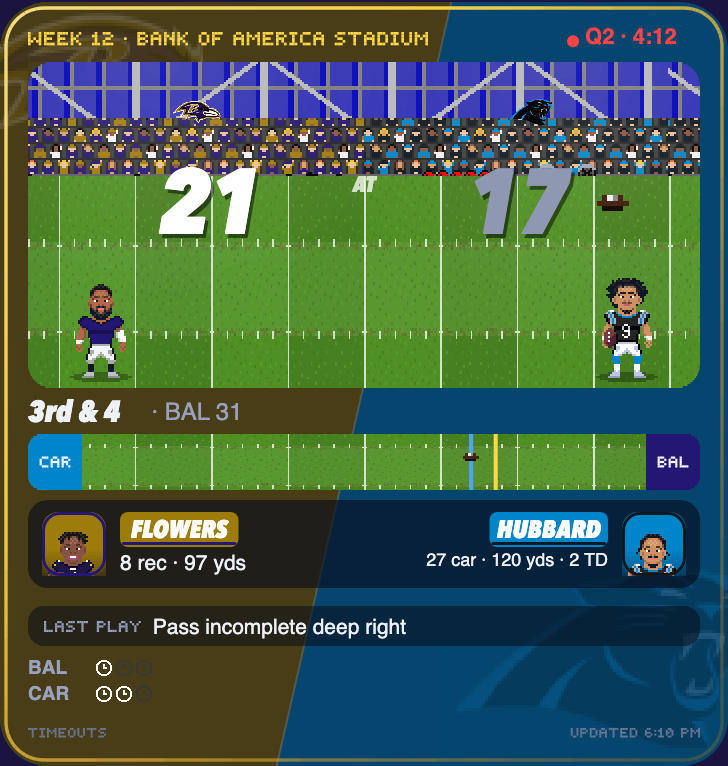 WEEK 12 · BANK OF AMERICA STADIUM
Q2 · 4:12
21
AT
17
9
3rd & 4 · BAL 31
CAR
BAL
FLOWERS
8 rec · 97 yds
HUBBARD
27 car · 120 yds · 2 TD
LAST PLAY Pass incomplete deep right
BAL
CAR
TIMEOUTS
UPDATED 6:10 PM